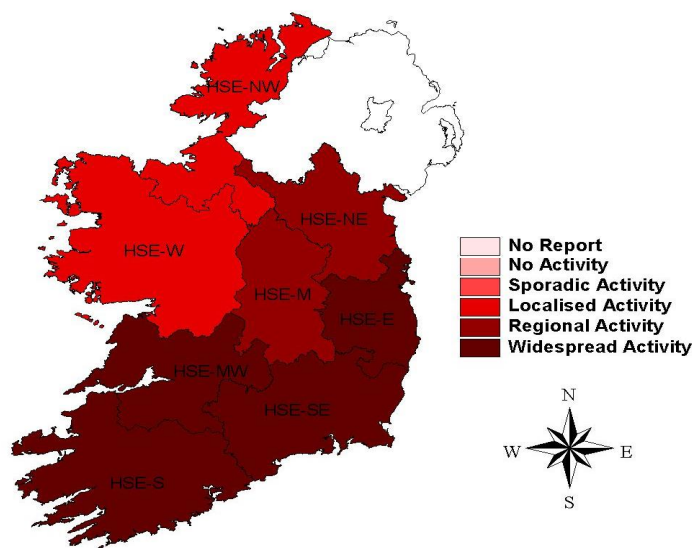 HSE-NW
HSE-NE
HSE-W
HSE-M
HSE-E
HSE-MW
HSE-SE
HSE-S
No Report
No Activity
Sporadic Activity
Localised Activity
Regional Activity
Widespread Activity
N
W E
S